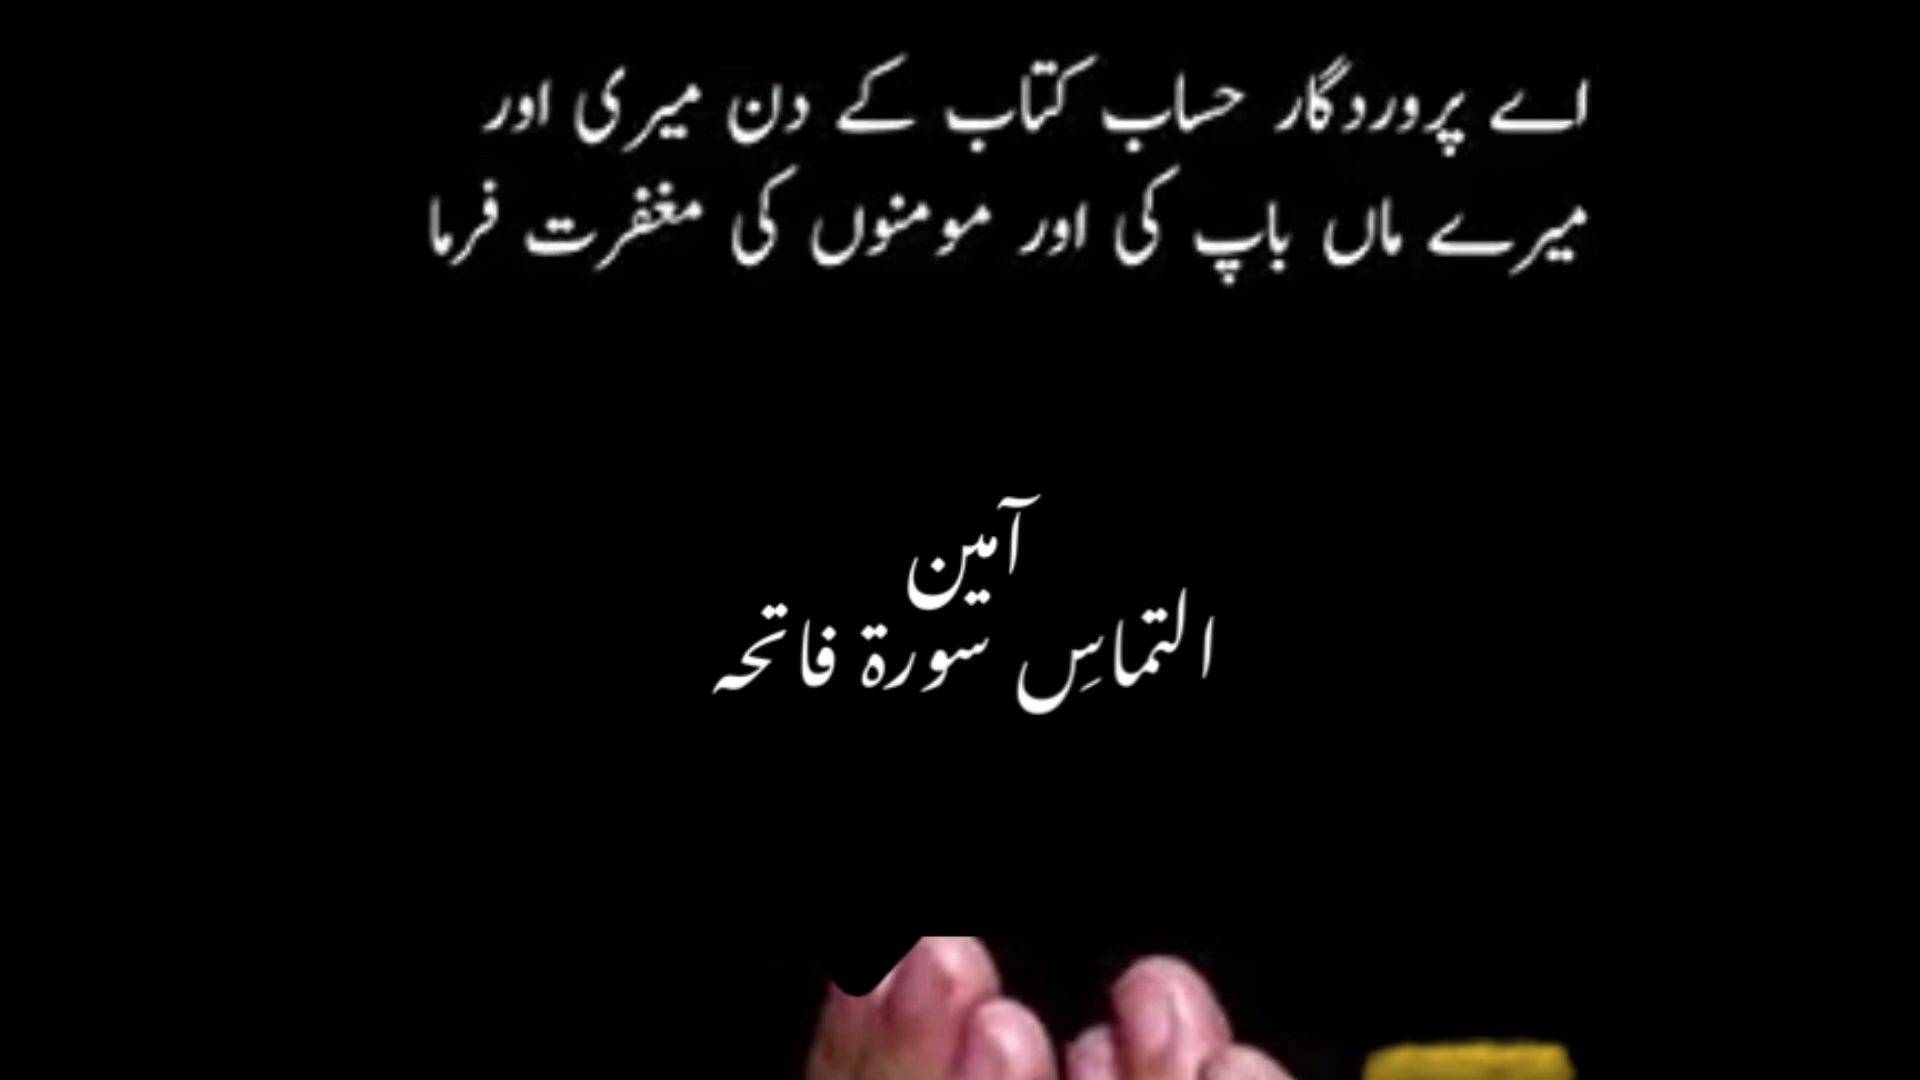 اے پروردگار حساب کتاب کے دن میری اور
میرے ماں باپ کی اور مومنوں کی مغفرت فرما
آمین
التماسِ سورۃ فاتحہ